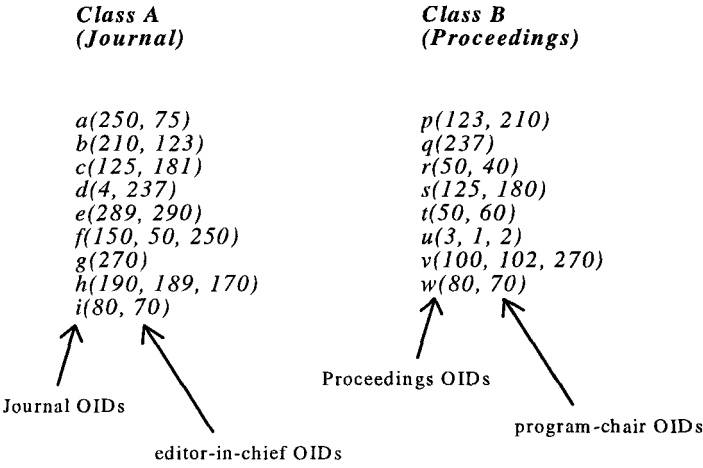 Class A
(Journal)
a(250, 75)
b(210, 123)
c(125, 181)
d(4, 237)
e(289, 290)
f(150, 50, 250)
g(270)
h(190, 189, 170)
i(80, 70)
Journal OIDs
editor-in-chief OIDs
Class B
(Proceedings)
p(123, 210)
q(237)
r(50, 40)
s(125, 180)
t(50, 60)
u(3, 1, 2)
v(100, 102, 270)
w(80, 70)
Proceedings OIDs
program-chair OIDs